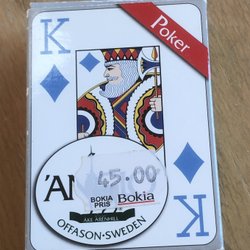 K
Poker
45.00
BOKIA
PRIS
Bokia
ÅKE ARENHILL
OFFASON·SWEDEN
K